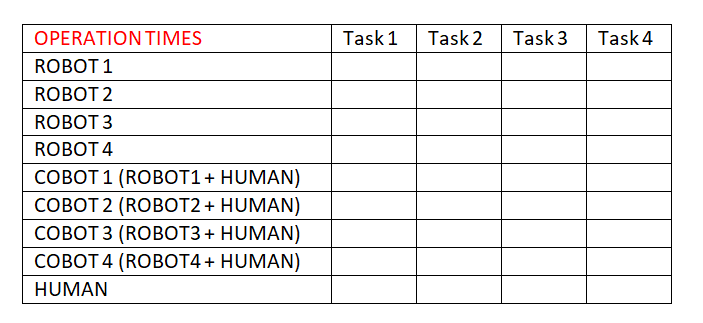 OPERATION TIMES Task 1 Task 2 Task 3 Task 4
ROBOT 1
ROBOT 2
ROBOT 3
ROBOT 4
COBOT 1 (ROBOT1 + HUMAN)
COBOT 2 (ROBOT2 + HUMAN)
COBOT 3 (ROBOT3 + HUMAN)
COBOT 4 (ROBOT4 + HUMAN)
HUMAN